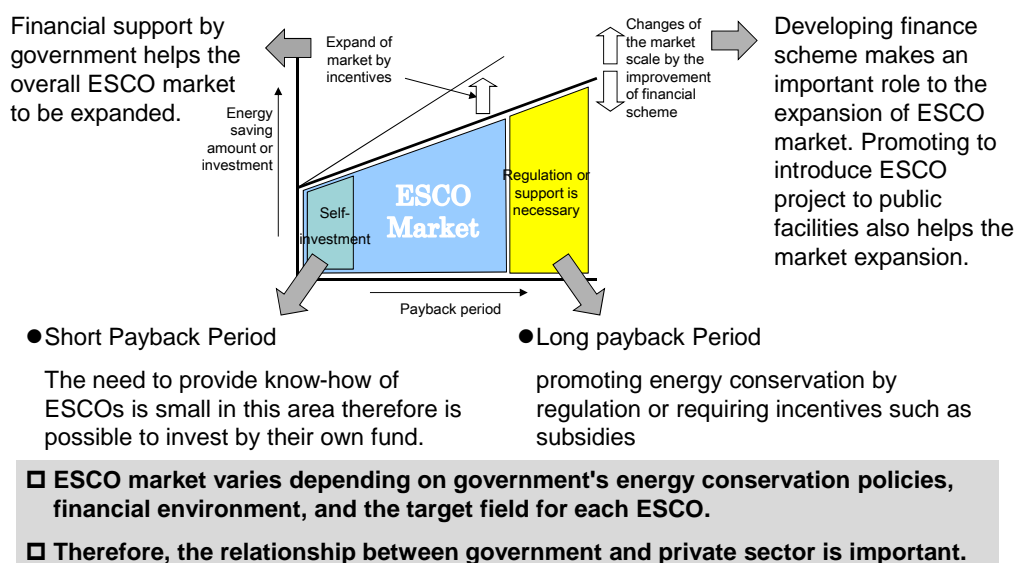 Financial support by
government helps the
overall ESCO market
to be expanded.
Expand of
market by
incentives
Energy
saving
amount or
investment
Self-
investment
ESCO
Market
Regulation or
support is
necessary
Payback period
Changes of
the market
scale by the
improvement
of financial
scheme
Developing finance
scheme makes an
important role to the
expansion of ESCO
market. Promoting to
introduce ESCO
project to public
facilities also helps the
market expansion.
●Short Payback Period
The need to provide know-how of
ESCOs is small in this area therefore is
possible to invest by their own fund.
●Long payback Period
promoting energy conservation by
regulation or requiring incentives such as
subsidies
ESCO market varies depending on government's energy conservation policies,
financial environment, and the target field for each ESCO.
Therefore, the relationship between government and private sector is important.